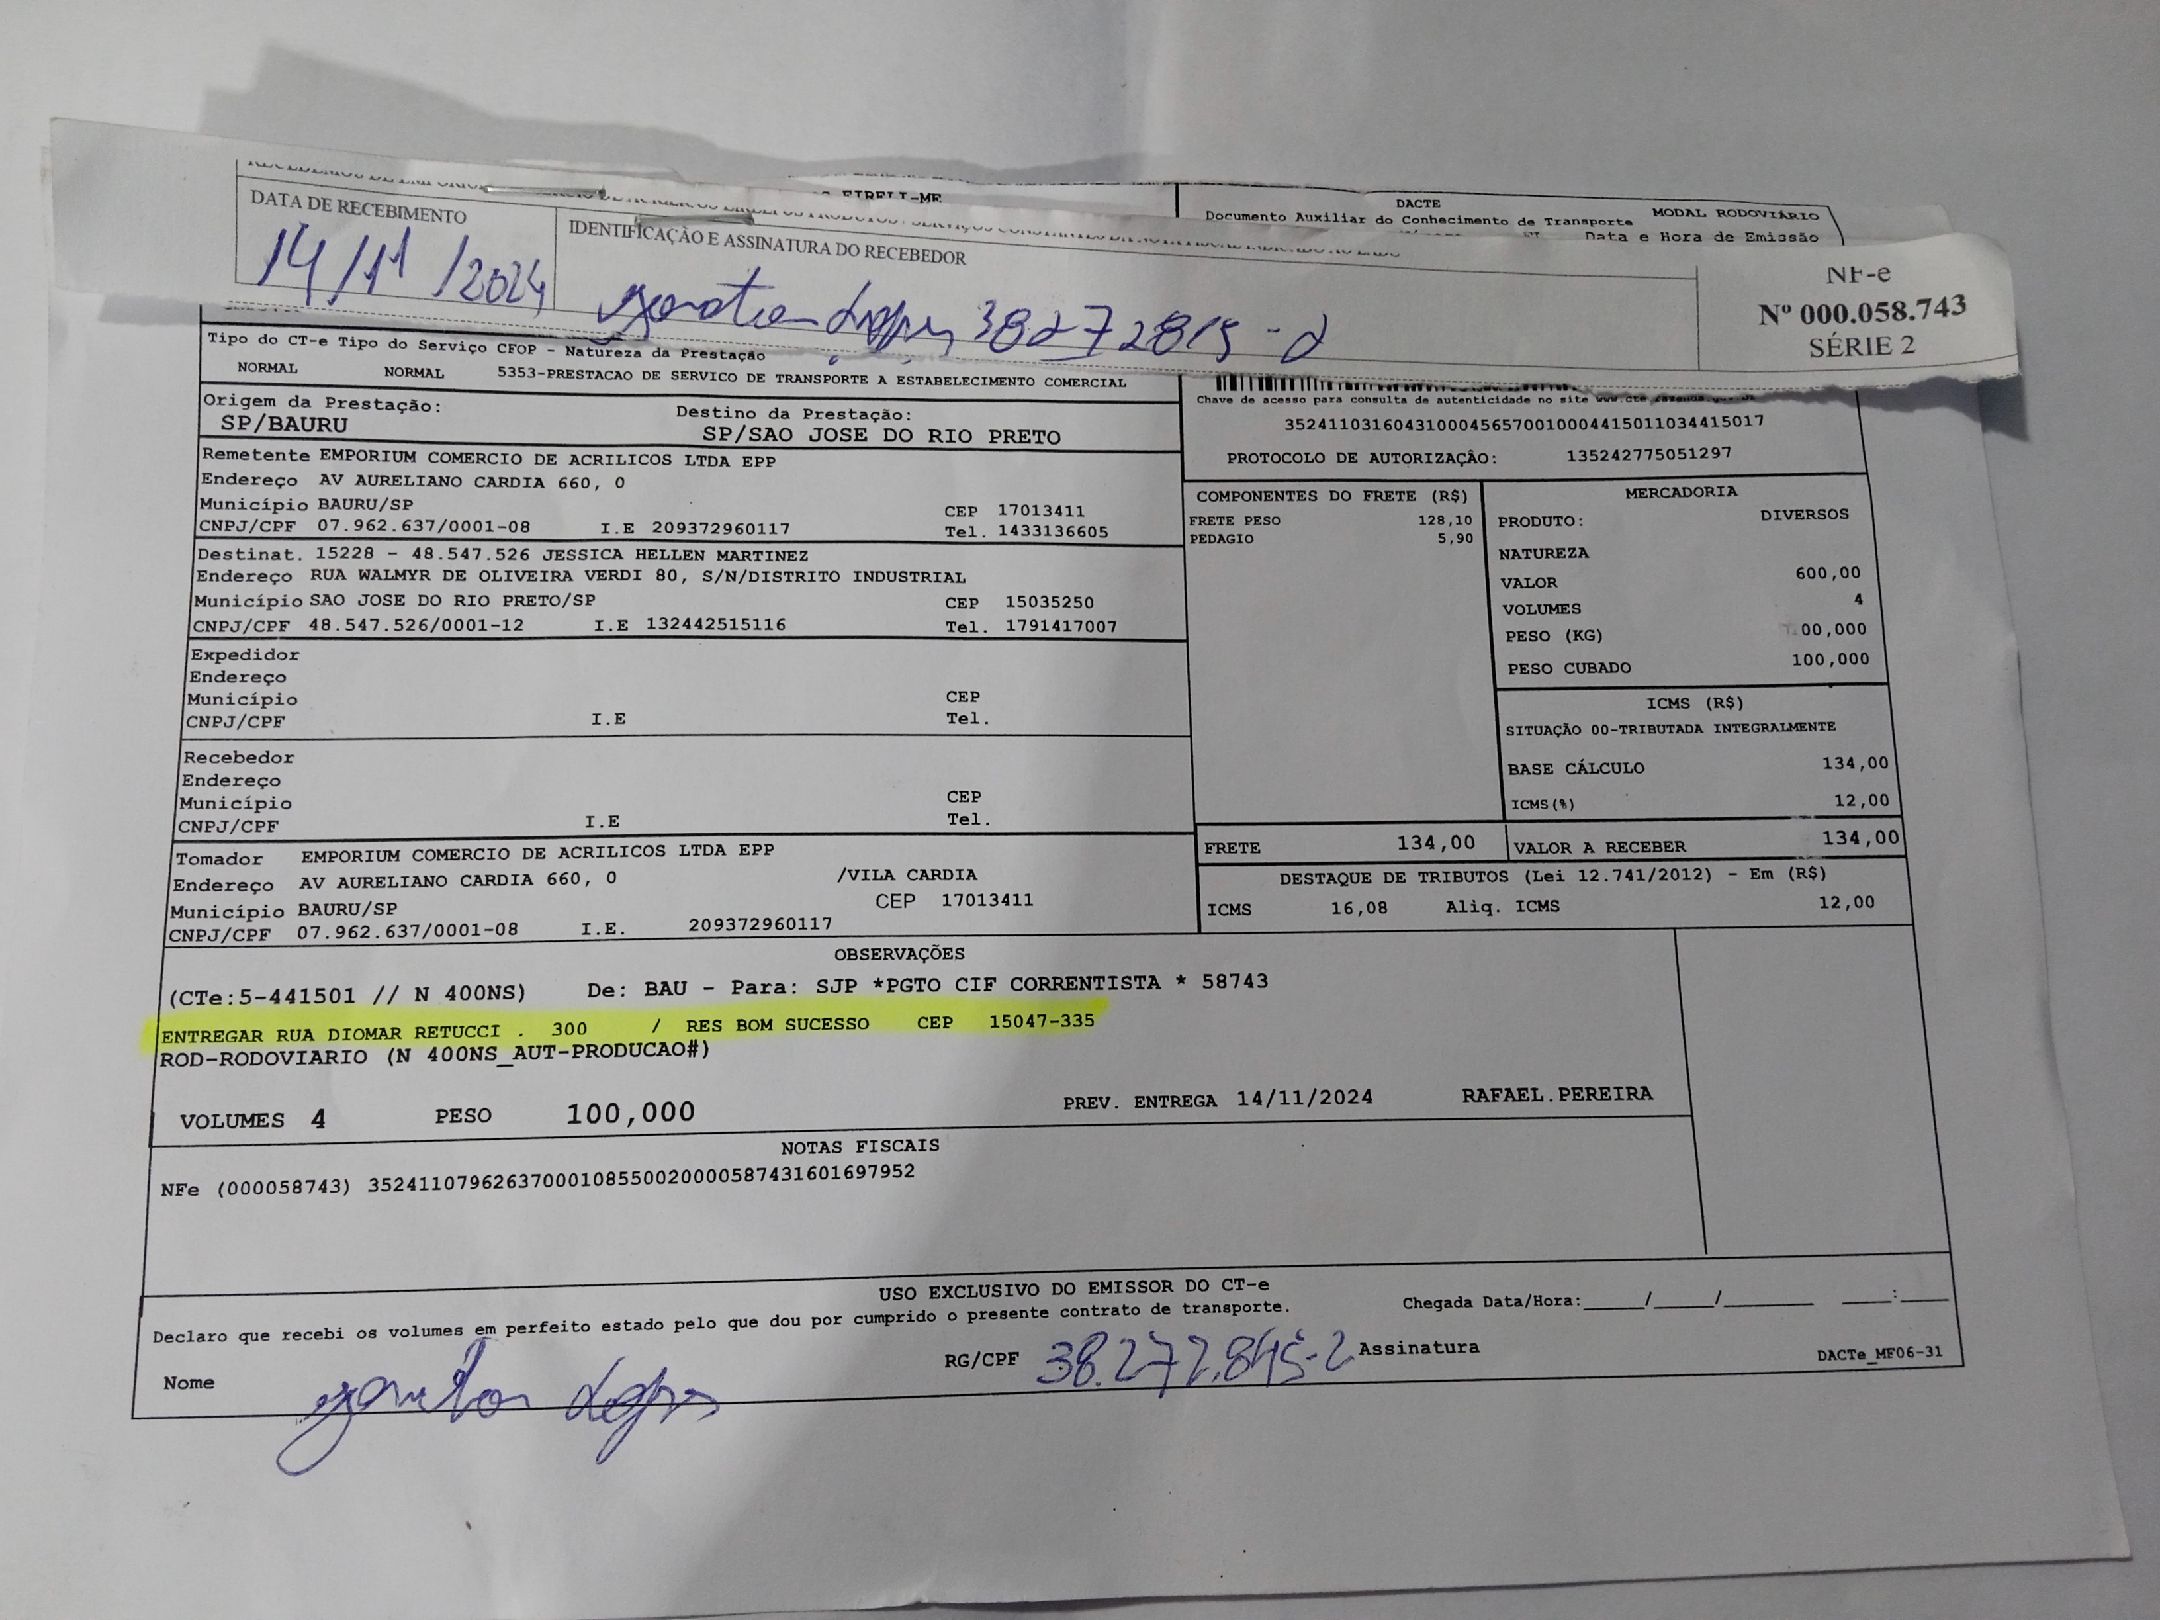 EIRELI-ME
DACTE
MODAL RODOVIÁRIO
Documento Auxiliar do Conhecimento de Transporte
Data e Hora de Emissão
DATA DE RECEBIMENTO
IDENTIFICAÇÃO E ASSINATURA DO RECEBEDOR
14/11/2024
NF-e
Nº 000.058.743
SÉRIE 2
Tipo do CT-e Tipo do Serviço CFOP - Natureza da Prestação
NORMAL NORMAL 5353-PRESTACAO DE SERVICO DE TRANSPORTE A ESTABELECIMENTO COMERCIAL
Origem da Prestação: Destino da Prestação:
SP/BAURU SP/SAO JOSE DO RIO PRETO
Chave de acesso para consulta de autenticidade no site www.cte.fazenda.gov.br
35241103160431000456570010004415011034415017
PROTOCOLO DE AUTORIZAÇÃO: 135242775051297
Remetente EMPORIUM COMERCIO DE ACRILICOS LTDA EPP
Endereço AV AURELIANO CARDIA 660, 0
Município BAURU/SP CEP 17013411
CNPJ/CPF 07.962.637/0001-08 I.E 209372960117 Tel. 1433136605
Destinat. 15228 - 48.547.526 JESSICA HELLEN MARTINEZ
Endereço RUA WALMYR DE OLIVEIRA VERDI 80, S/N/DISTRITO INDUSTRIAL
Município SAO JOSE DO RIO PRETO/SP CEP 15035250
CNPJ/CPF 48.547.526/0001-12 I.E 132442515116 Tel. 1791417007
Expedidor
Endereço
Município CEP
CNPJ/CPF I.E Tel.
Recebedor
Endereço
Município CEP
CNPJ/CPF I.E Tel.
Tomador EMPORIUM COMERCIO DE ACRILICOS LTDA EPP
Endereço AV AURELIANO CARDIA 660, 0 /VILA CARDIA
Município BAURU/SP CEP 17013411
CNPJ/CPF 07.962.637/0001-08 I.E. 209372960117
COMPONENTES DO FRETE (R$)
FRETE PESO 128,10
PEDAGIO 5,90
MERCADORIA
PRODUTO: DIVERSOS
NATUREZA
VALOR 600,00
VOLUMES 4
PESO (KG) 00,000
PESO CUBADO 100,000
ICMS (R$)
SITUAÇÃO 00-TRIBUTADA INTEGRALMENTE
BASE CÁLCULO 134,00
ICMS(%) 12,00
FRETE 134,00 VALOR A RECEBER 134,00
DESTAQUE DE TRIBUTOS (Lei 12.741/2012) - Em (R$)
ICMS 16,08 Aliq. ICMS 12,00
OBSERVAÇÕES
(CTe:5-441501 // N 400NS) De: BAU - Para: SJP *PGTO CIF CORRENTISTA * 58743
ENTREGAR RUA DIOMAR RETUCCI . 300 / RES BOM SUCESSO CEP 15047-335
ROD-RODOVIARIO (N 400NS_AUT-PRODUCAO#)
VOLUMES 4 PESO 100,000 PREV. ENTREGA 14/11/2024 RAFAEL.PEREIRA
NOTAS FISCAIS
NFe (000058743) 35241107962637000108550020000587431601697952
USO EXCLUSIVO DO EMISSOR DO CT-e
Declaro que recebi os volumes em perfeito estado pelo que dou por cumprido o presente contrato de transporte. Chegada Data/Hora:_____/_____/________ ____:____
Nome RG/CPF 38.272.845-2 Assinatura DACTe_MF06-31